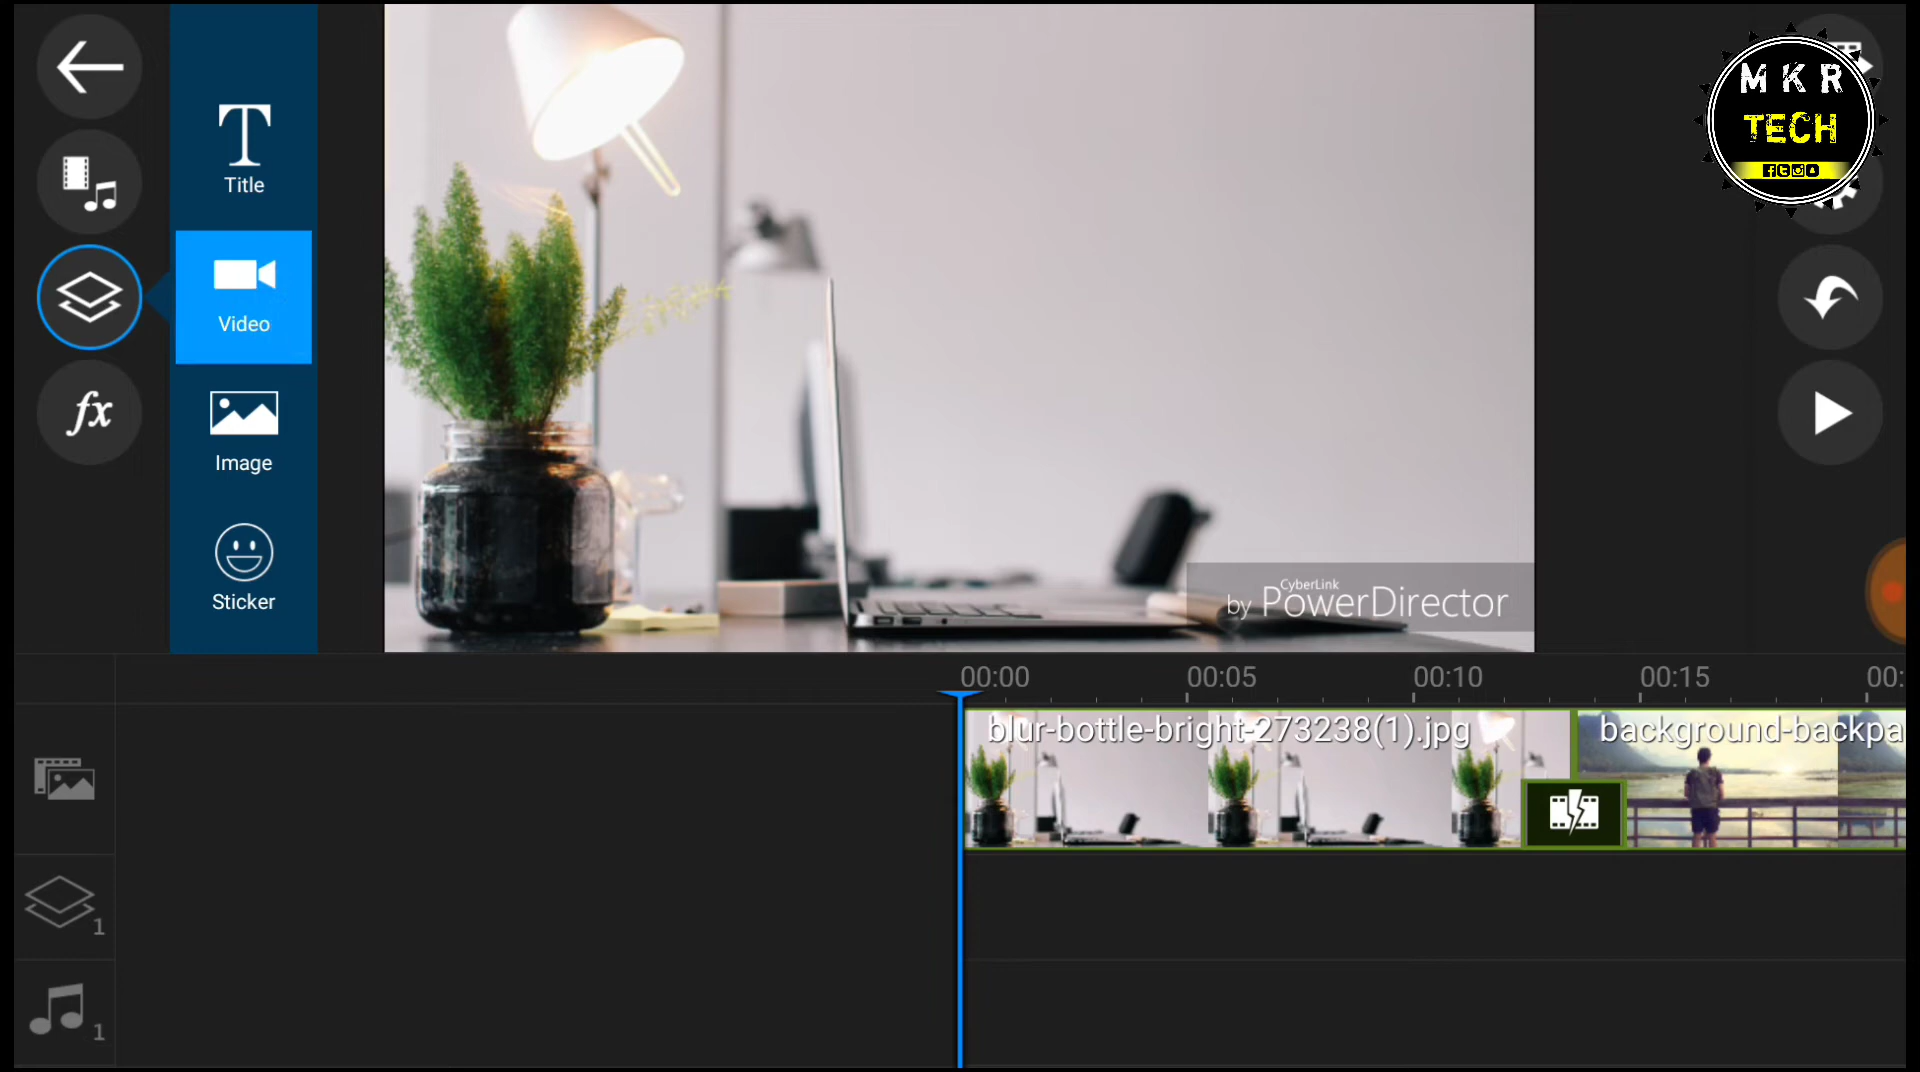 M K R
TECH
Title
Video
fx
Image
Sticker
CyberLink
by PowerDirector
00:00
00:05
00:10
00:15
00:
blur-bottle-bright-273238(1).jpg
background-backpa
1
1